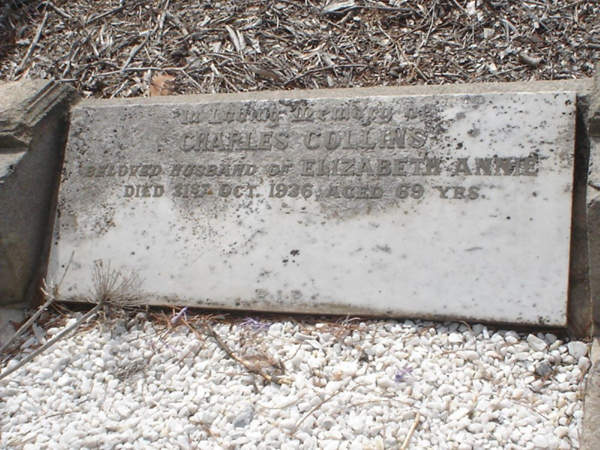 In Loving Memory of
CHARLES COLLINS
BELOVED HUSBAND OF ELIZABETH ANNIE
DIED 31ST OCT. 1936, AGED 69 YRS.
R.I.P.